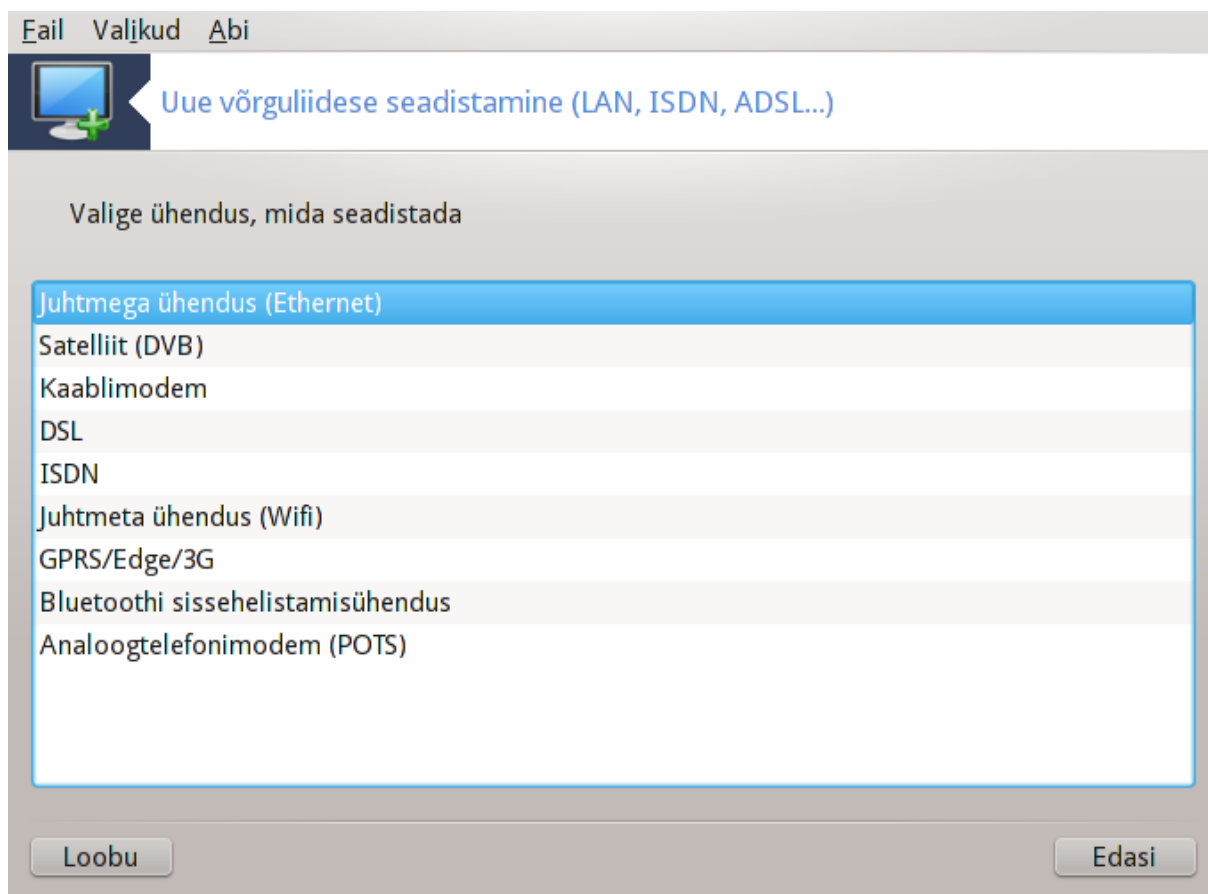 Fail Valikud Abi
Uue võrguliidese seadistamine (LAN, ISDN, ADSL...)
Valige ühendus, mida seadistada
Juhtmega ühendus (Ethernet)
Satelliit (DVB)
Kaablimodem
DSL
ISDN
Juhtmeta ühendus (Wifi)
GPRS/Edge/3G
Bluetoothi sissehelistamisühendus
Analoogtelefonimodem (POTS)
Loobu Edasi